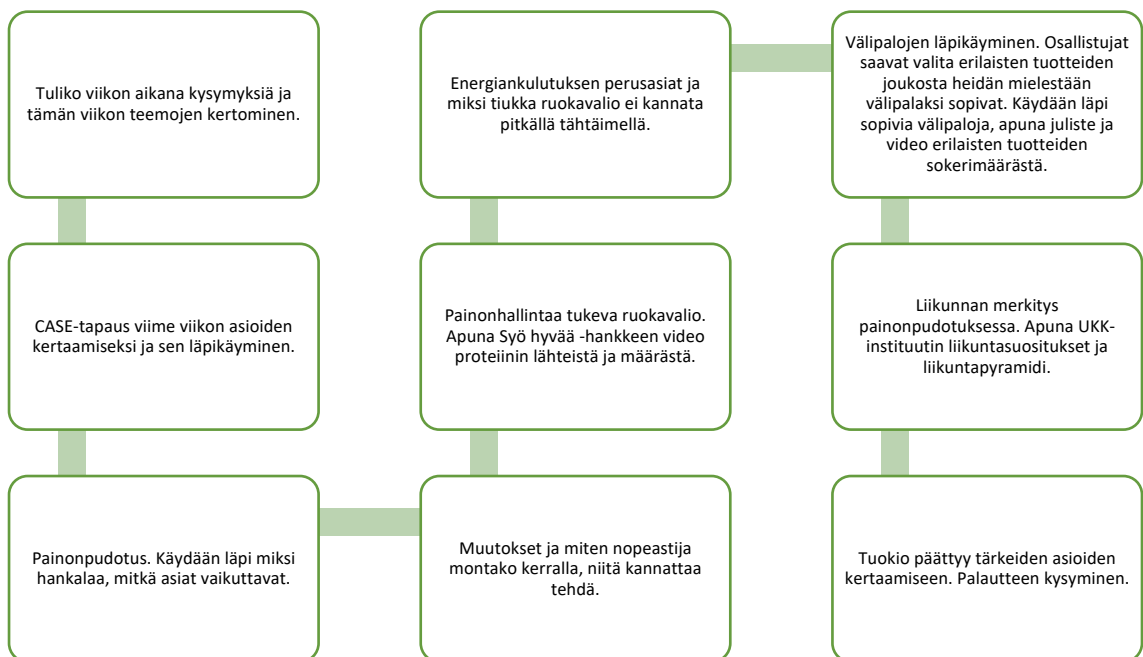 Tuliko viikon aikana kysymyksiä ja
tämän viikon teemojen kertominen.
CASE-tapaus viime viikon asioiden
kertaamiseksi ja sen läpikäyminen.
Painonpudotus. Käydään läpi miksi
hankalaa, mitkä asiat vaikuttavat.
Muutokset ja miten nopeastija
montako kerralla, niitä kannattaa
tehdä.
Painonhallintaa tukeva ruokavalio.
Apuna Syö hyvää -hankkeen video
proteiinin lähteistä ja määrästä.
Energiankulutuksen perusasiat ja
miksi tiukka ruokavalio ei kannata
pitkällä tähtäimellä.
Välipalojen läpikäyminen. Osallistujat
saavat valita erilaisten tuotteiden
joukosta heidän mielestään
välipalaksi sopivat. Käydään läpi
sopivia välipaloja, apuna juliste ja
video erilaisten tuotteiden
sokerimäärästä.
Liikunnan merkitys
painonpudotuksessa. Apuna UKK-
instituutin liikuntasuositukset ja
liikuntapyramidi.
Tuokio päättyy tärkeiden asioiden
kertaamiseen. Palautteen kysyminen.